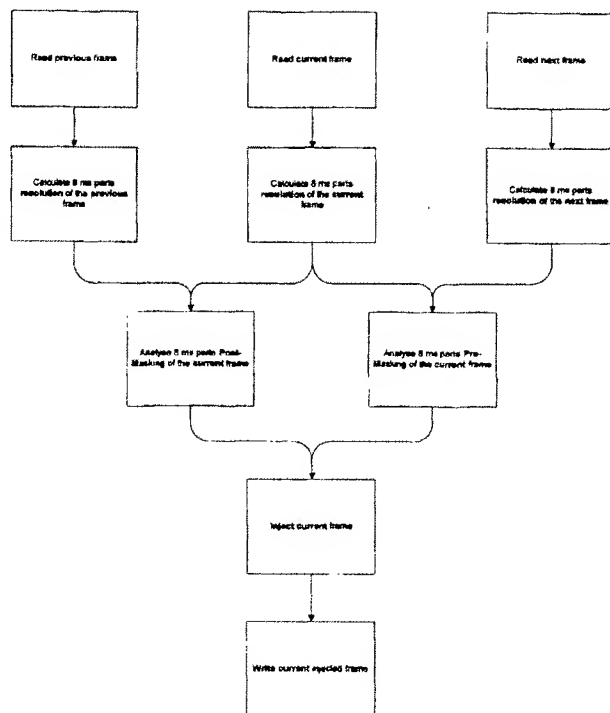 Read previous frame
Read current frame
Read next frame
Calculate 8 ms parts
resolution of the previous
frame
Calculate 8 ms parts
resolution of the current
frame
Calculate 8 ms parts
resolution of the next frame
Analyse 8 ms parts Post-
Masking of the current frame
Analyse 8 ms parts Pre-
Masking of the current frame
Inject current frame
Write current injected frame